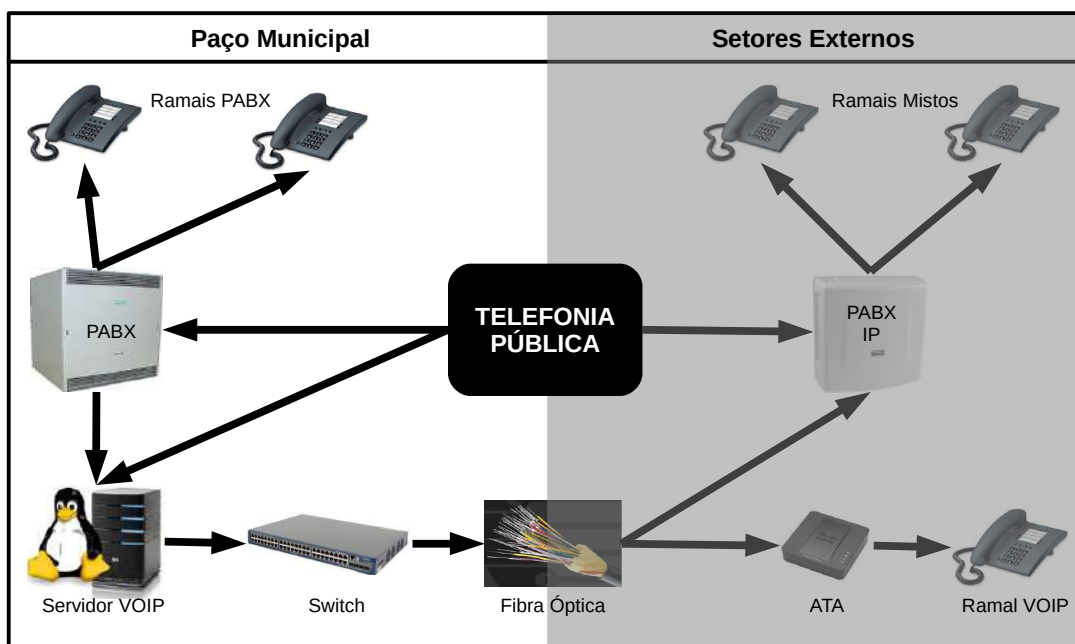 Paço Municipal
Setores Externos
Ramais PABX
Ramais Mistos
PABX
TELEFONIA
PÚBLICA
PABX
IP
Servidor VOIP
Switch
Fibra Óptica
ATA
Ramal VOIP